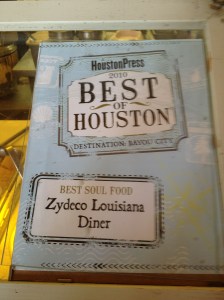 HoustonPress
2010
BEST
OF
HOUSTON
DESTINATION: BAYOU CITY
BEST SOUL FOOD
Zydeco Louisiana
Diner